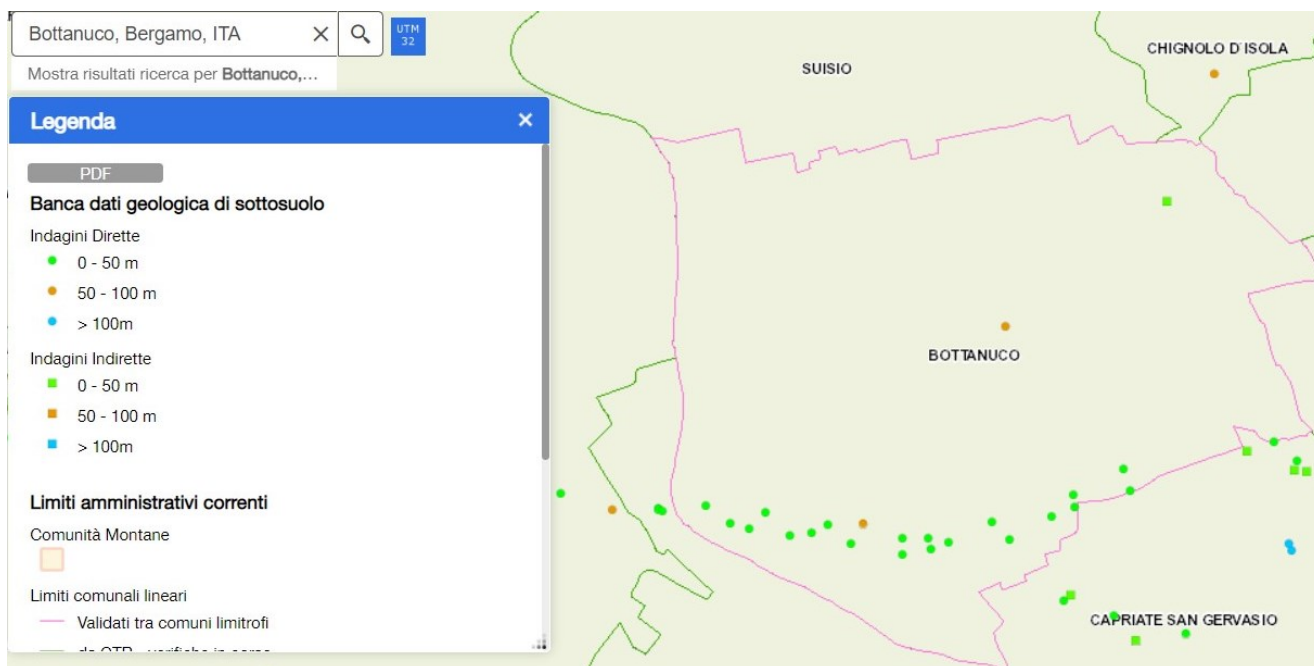 Bottanuco, Bergamo, ITA
UTM
32
Mostra risultati ricerca per Bottanuco,...
Legenda
PDF
Banca dati geologica di sottosuolo
Indagini Dirette
0 - 50 m
50 - 100 m
> 100m
Indagini Indirette
0 - 50 m
50 - 100 m
> 100m
Limiti amministrativi correnti
Comunità Montane
Limiti comunali lineari
Validati tra comuni limitrofi
SUISIO
CHIGNOLO D'ISOLA
BOTTANUCO
CAPRIATE SAN GERVASIO